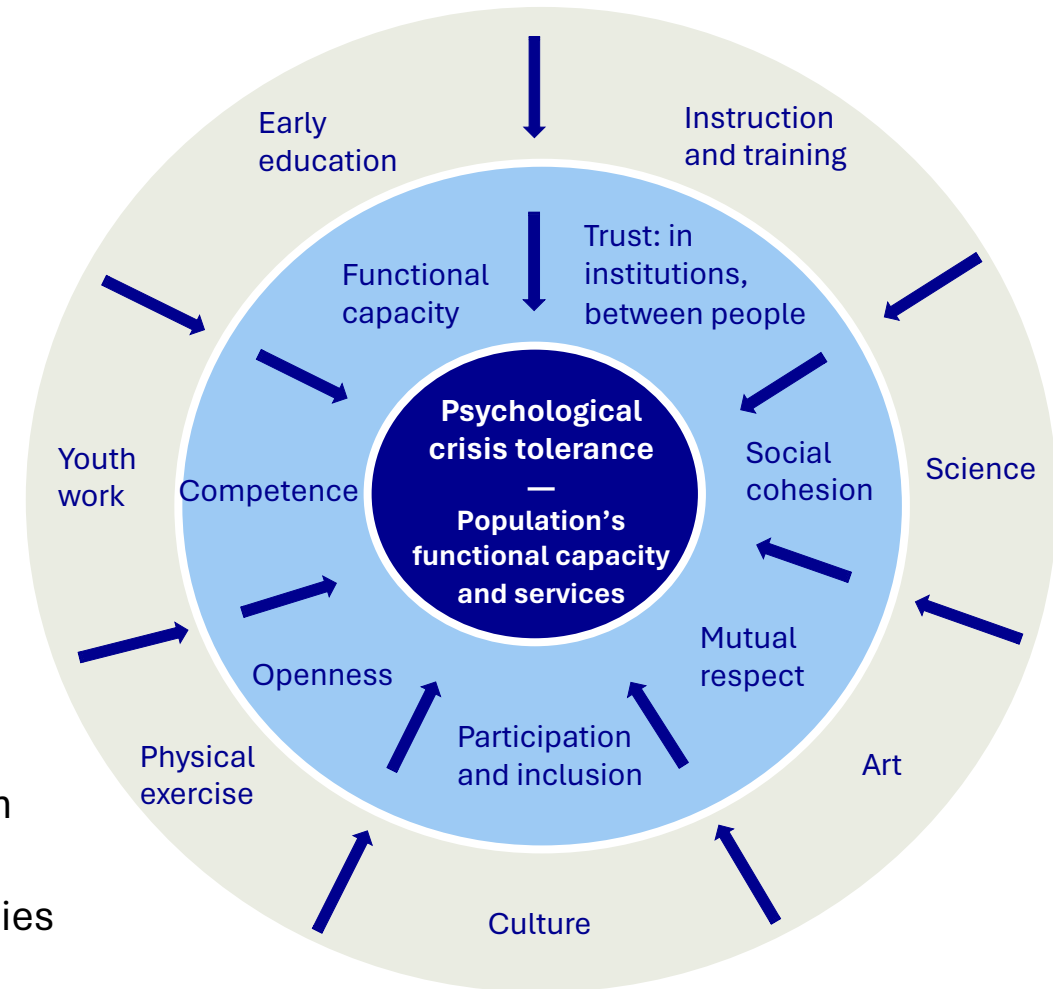 Early
education
Instruction
and training
Trust: in
institutions,
between people
Functional
capacity
Psychological
crisis tolerance
—
Population’s
functional capacity
and services
Youth
work
Competence
Social
cohesion
Science
Openness
Mutual
respect
Participation
and inclusion
Physical
exercise
Art
Culture
ies